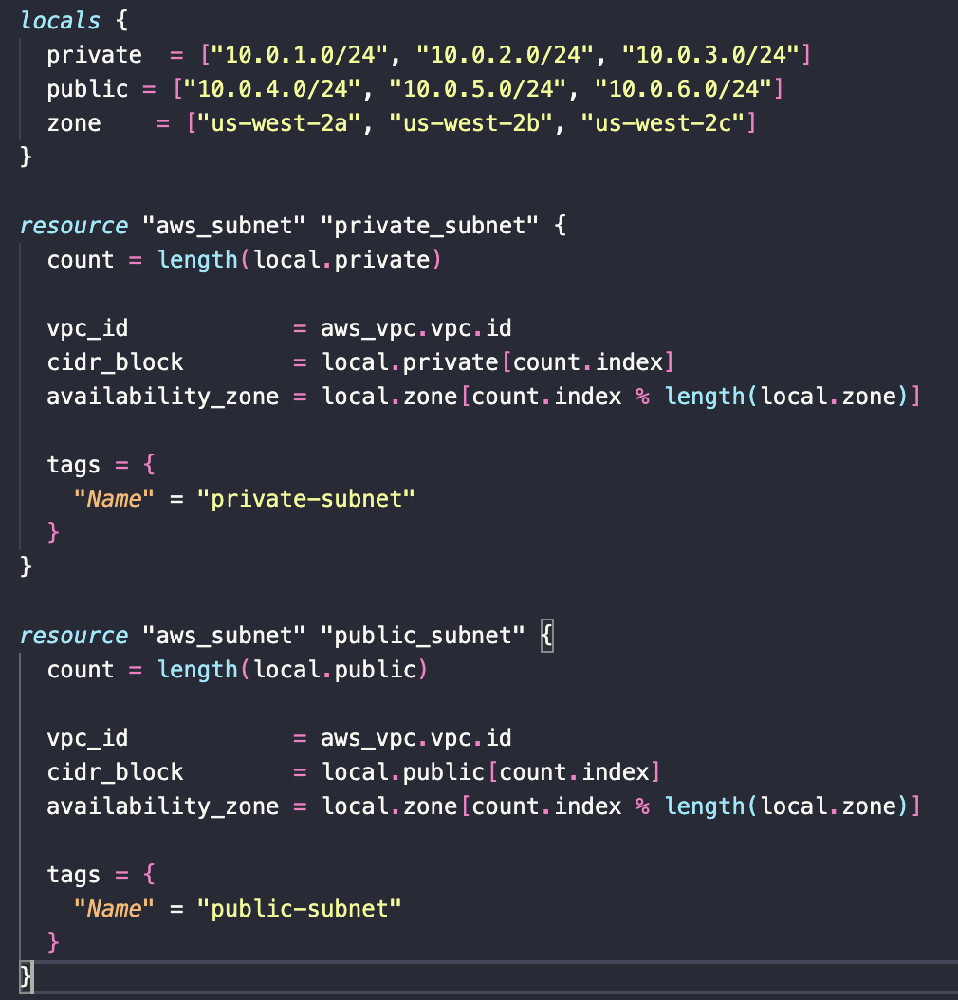 locals {
  private  = ["10.0.1.0/24", "10.0.2.0/24", "10.0.3.0/24"]
  public = ["10.0.4.0/24", "10.0.5.0/24", "10.0.6.0/24"]
  zone    = ["us-west-2a", "us-west-2b", "us-west-2c"]
}

resource "aws_subnet" "private_subnet" {
  count = length(local.private)

  vpc_id            = aws_vpc.vpc.id
  cidr_block        = local.private[count.index]
  availability_zone = local.zone[count.index % length(local.zone)]

  tags = {
    "Name" = "private-subnet"
  }
}

resource "aws_subnet" "public_subnet" {
  count = length(local.public)

  vpc_id            = aws_vpc.vpc.id
  cidr_block        = local.public[count.index]
  availability_zone = local.zone[count.index % length(local.zone)]

  tags = {
    "Name" = "public-subnet"
  }
}